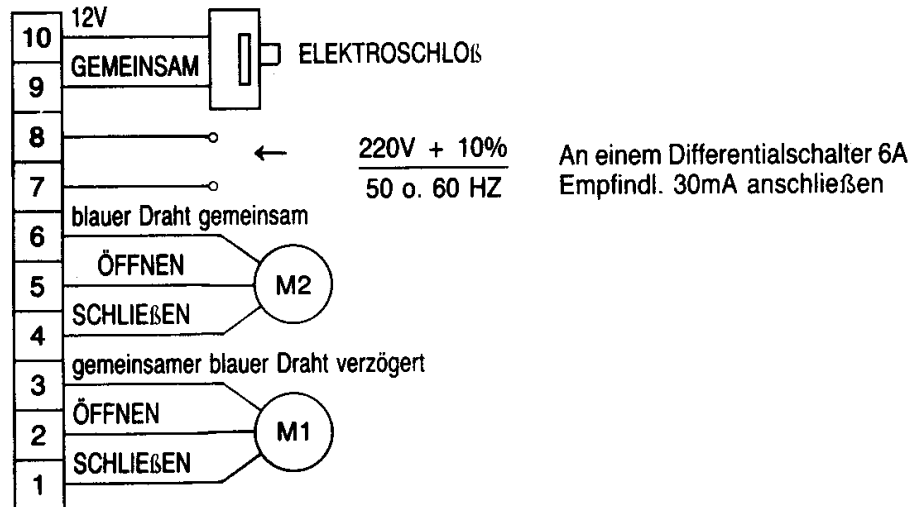 10 12V
GEMEINSAM ELEKTROSCHLOß
9
8
220V + 10% An einem Differentialschalter 6A
7 50 o. 60 HZ Empfindl. 30mA anschließen
blauer Draht gemeinsam
6
ÖFFNEN
5 M2
SCHLIEßEN
4
gemeinsamer blauer Draht verzögert
3
ÖFFNEN
2 M1
SCHLIEßEN
1